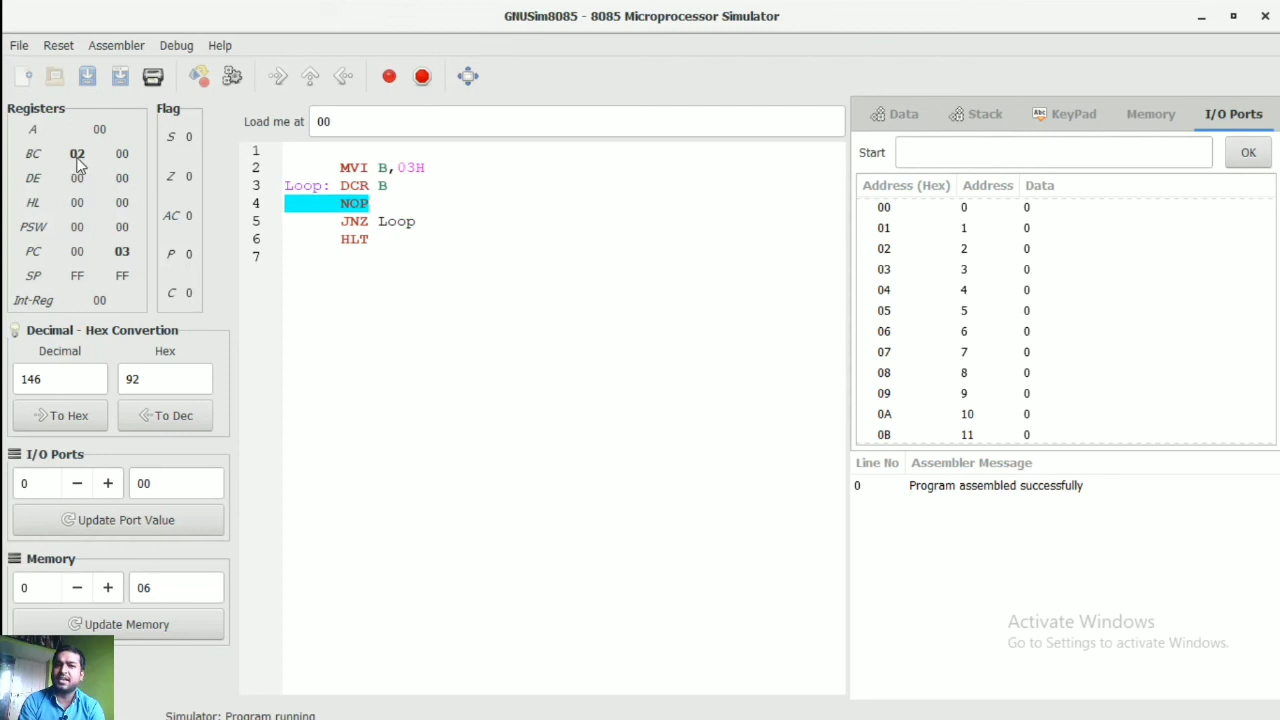 GNUSim8085 - 8085 Microprocessor Simulator
File Reset Assembler Debug Help
Registers
A 00
BC 02 00
DE 00 00
HL 00 00
PSW 00 00
PC 00 03
SP FF FF
Int-Reg 00
Flag
S 0
Z 0
AC 0
P 0
C 0
Decimal - Hex Convertion
Decimal Hex
146 92
To Hex To Dec
I/O Ports
0 − + 00
Update Port Value
Memory
0 − + 06
Update Memory
Load me at 00
1
2 MVI B,03H
3 Loop: DCR B
4 NOP
5 JNZ Loop
6 HLT
7
Data Stack Abc KeyPad Memory I/O Ports
Start OK
Address (Hex) Address Data
00 0 0
01 1 0
02 2 0
03 3 0
04 4 0
05 5 0
06 6 0
07 7 0
08 8 0
09 9 0
0A 10 0
0B 11 0
Line No Assembler Message
0 Program assembled successfully
Activate Windows
Go to Settings to activate Windows.
Simulator: Program running